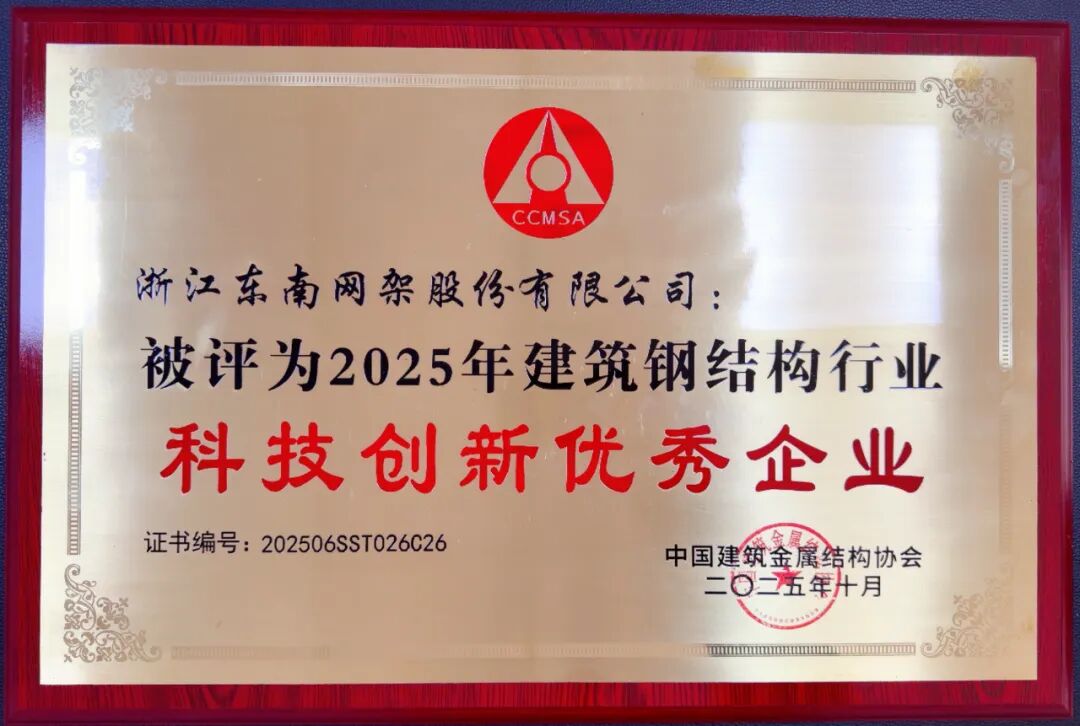 CCMSA
浙江东南网架股份有限公司：
被评为2025年建筑钢结构行业
科技创新优秀企业
证书编号：202506SST026C26
中国建筑金属结构协会
二〇二五年十月